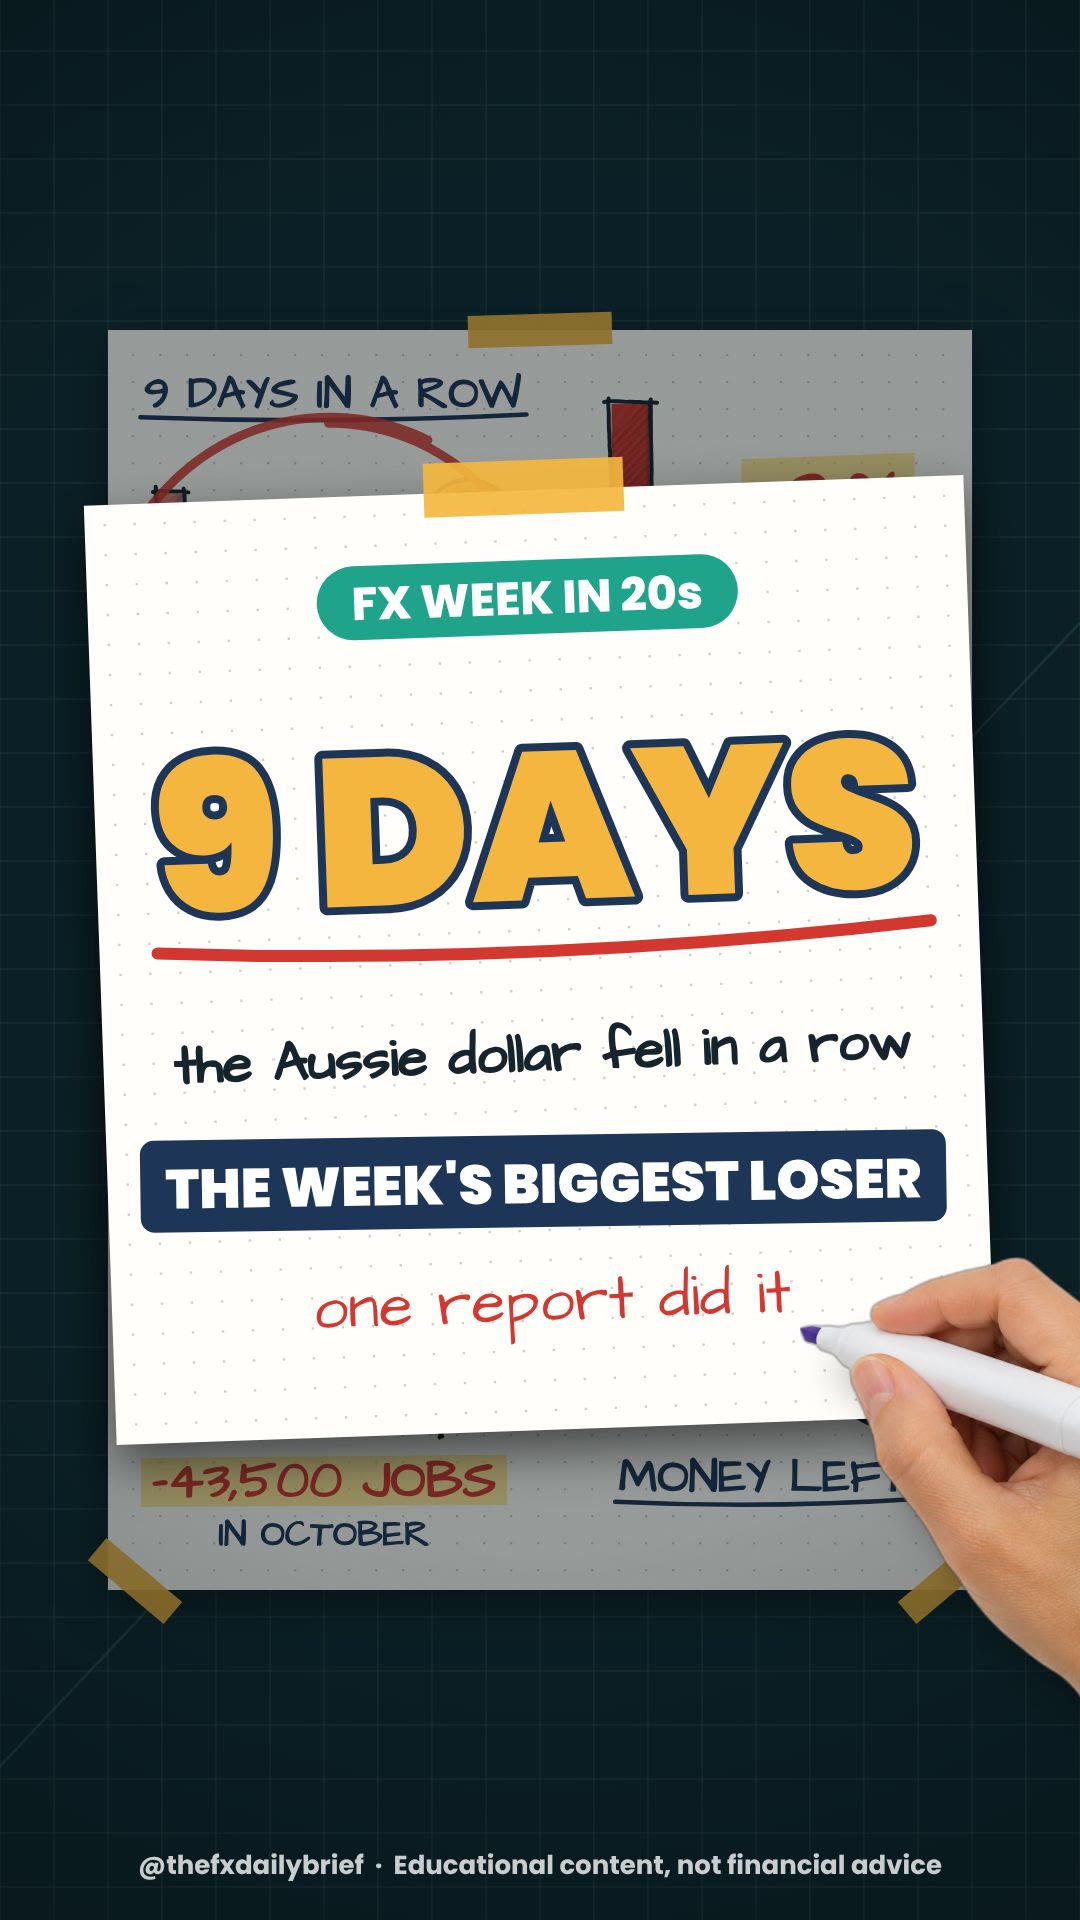 9 DAYS IN A ROW
FX WEEK IN 20s
9 DAYS
the Aussie dollar fell in a row
THE WEEK'S BIGGEST LOSER
one report did it
-43,500 JOBS
MONEY
IN OCTOBER
@thefxdailybrief · Educational content, not financial advice